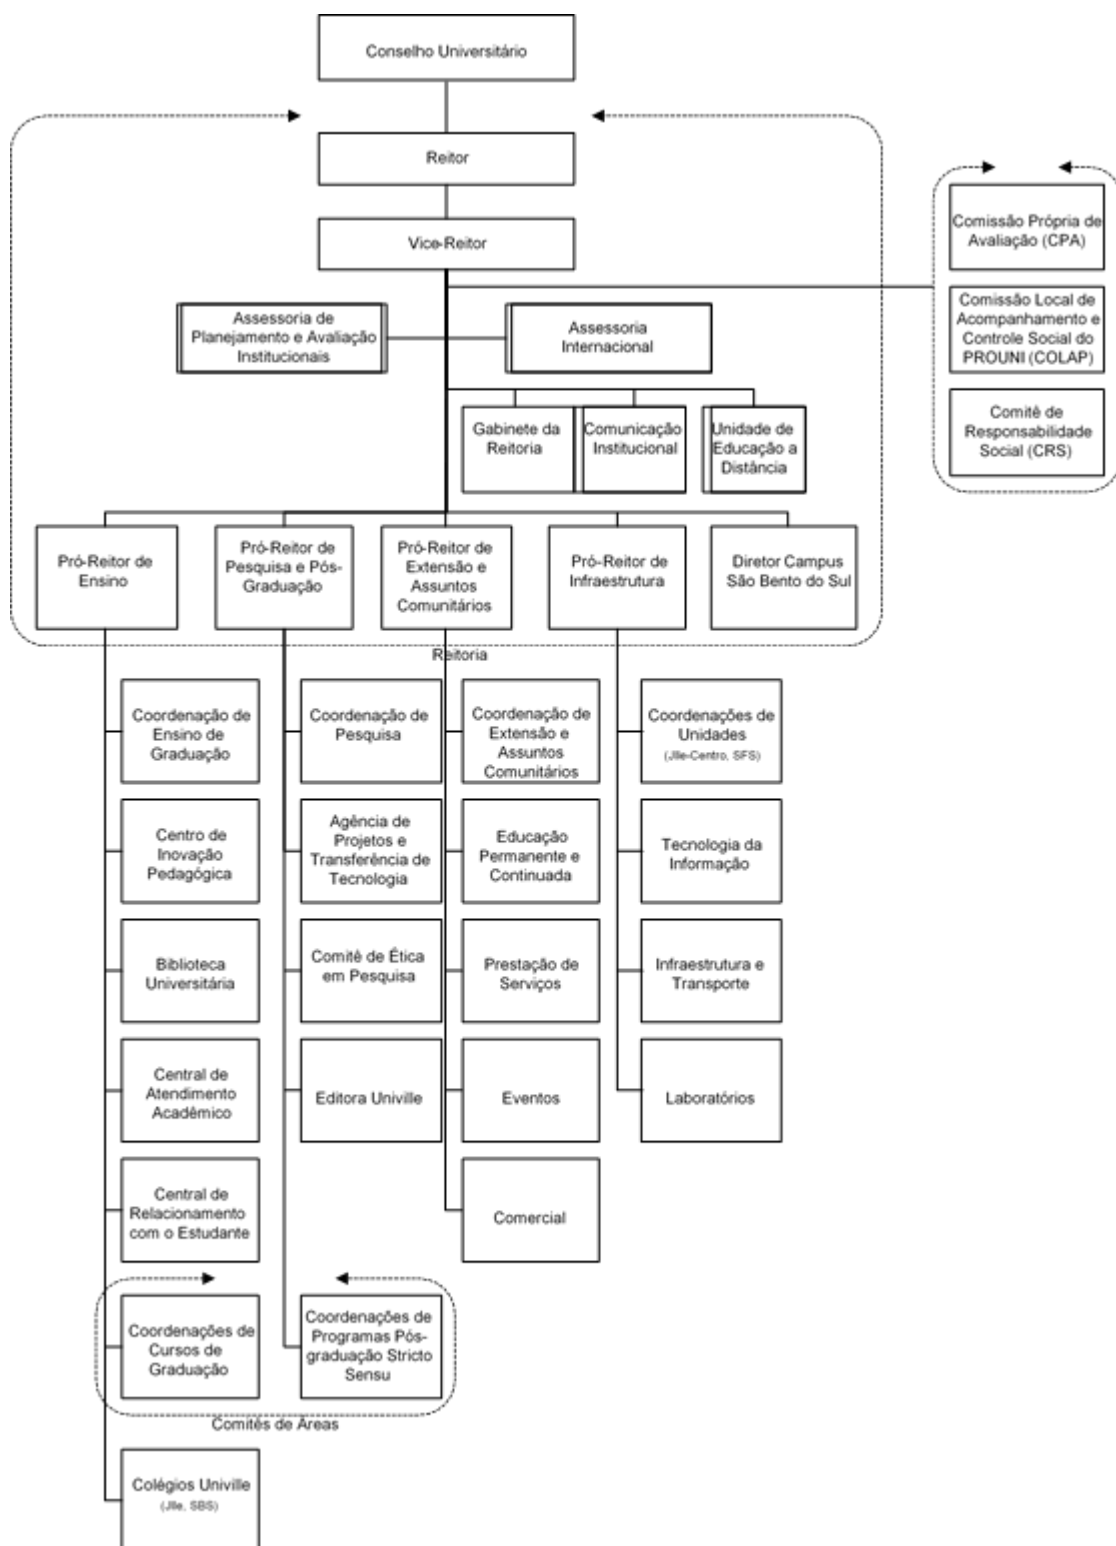 Conselho Universitário
Reitor
Vice-Reitor
Comissão Própria de
Avaliação (CPA)
Comissão Local de
Acompanhamento e
Controle Social do
PROUNI (COLAP)
Comitê de
Responsabilidade
Social (CRS)
Assessoria de
Planejamento e Avaliação
Institucionais
Assessoria
Internacional
Gabinete da
Reitoria
Comunicação
Institucional
Unidade de
Educação a
Distância
Pró-Reitor de
Ensino
Pró-Reitor de
Pesquisa e Pós-
Graduação
Pró-Reitor de
Extensão e
Assuntos
Comunitários
Pró-Reitor de
Infraestrutura
Diretor Campus
São Bento do Sul
Reitoria
Coordenação de
Ensino de
Graduação
Coordenação de
Pesquisa
Coordenação de
Extensão e
Assuntos
Comunitários
Coordenações de
Unidades
(Jlle-Centro, SFS)
Centro de
Inovação
Pedagógica
Agência de
Projetos e
Transferência de
Tecnologia
Educação
Permanente e
Continuada
Tecnologia da
Informação
Biblioteca
Universitária
Comitê de Ética
em Pesquisa
Prestação de
Serviços
Infraestrutura e
Transporte
Central de
Atendimento
Acadêmico
Editora Univille
Eventos
Laboratórios
Central de
Relacionamento
com o Estudante
Comercial
Coordenações de
Cursos de
Graduação
Coordenações de
Programas Pós-
graduação Stricto
Sensu
Comitês de Áreas
Colégios Univille
(Jlle, SBS)